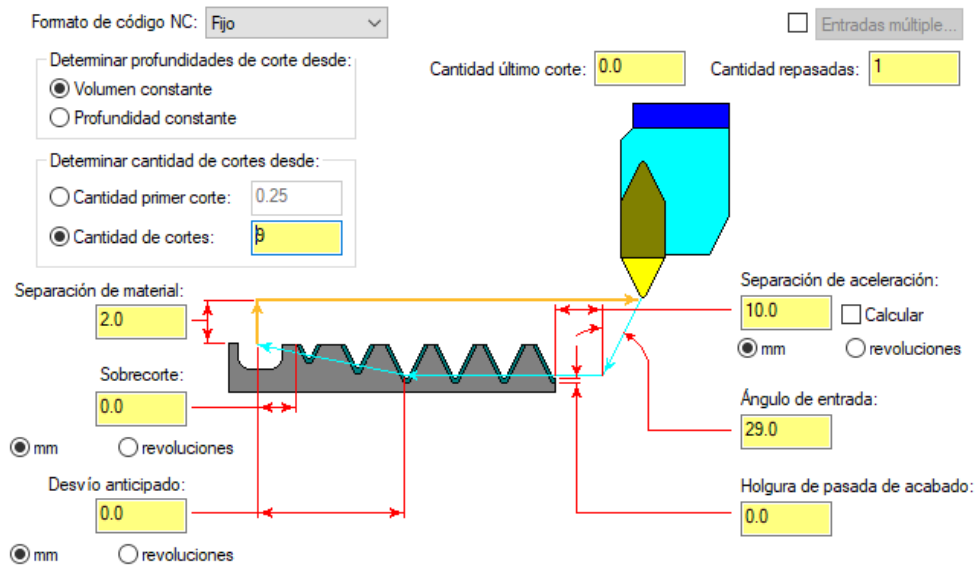 Formato de código NC: Fijo
Entradas múltiple...
Determinar profundidades de corte desde:
Volumen constante
Profundidad constante
Cantidad último corte: 0.0
Cantidad repasadas: 1
Determinar cantidad de cortes desde:
Cantidad primer corte: 0.25
Cantidad de cortes: 9
Separación de material:
2.0
Separación de aceleración:
10.0
Calcular
mm
revoluciones
Sobrecorte:
0.0
mm
revoluciones
Ángulo de entrada:
29.0
Desvío anticipado:
0.0
mm
revoluciones
Holgura de pasada de acabado:
0.0